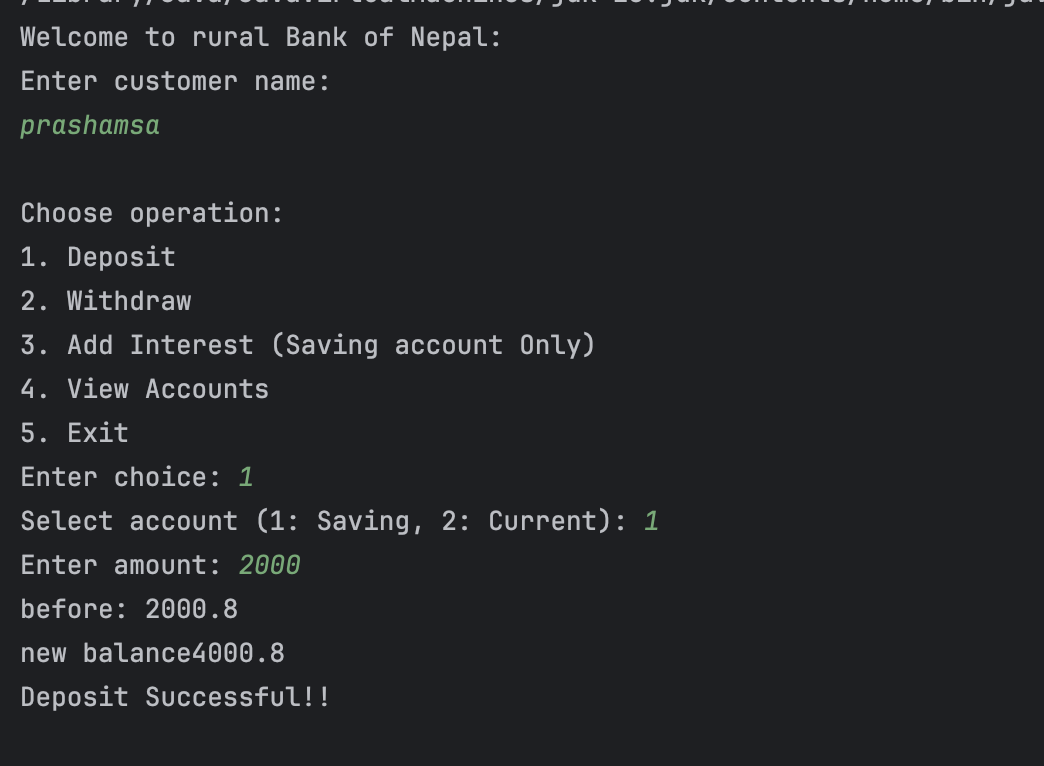 Welcome to rural Bank of Nepal:
Enter customer name:
prashamsa
Choose operation:
1. Deposit
2. Withdraw
3. Add Interest (Saving account Only)
4. View Accounts
5. Exit
Enter choice: 1
Select account (1: Saving, 2: Current): 1
Enter amount: 2000
before: 2000.8
new balance4000.8
Deposit Successful!!